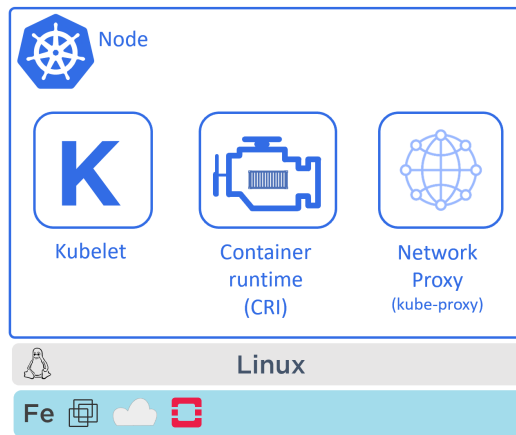 Node
K
Kubelet
Container
runtime
(CRI)
Network
Proxy
(kube-proxy)
Linux
Fe